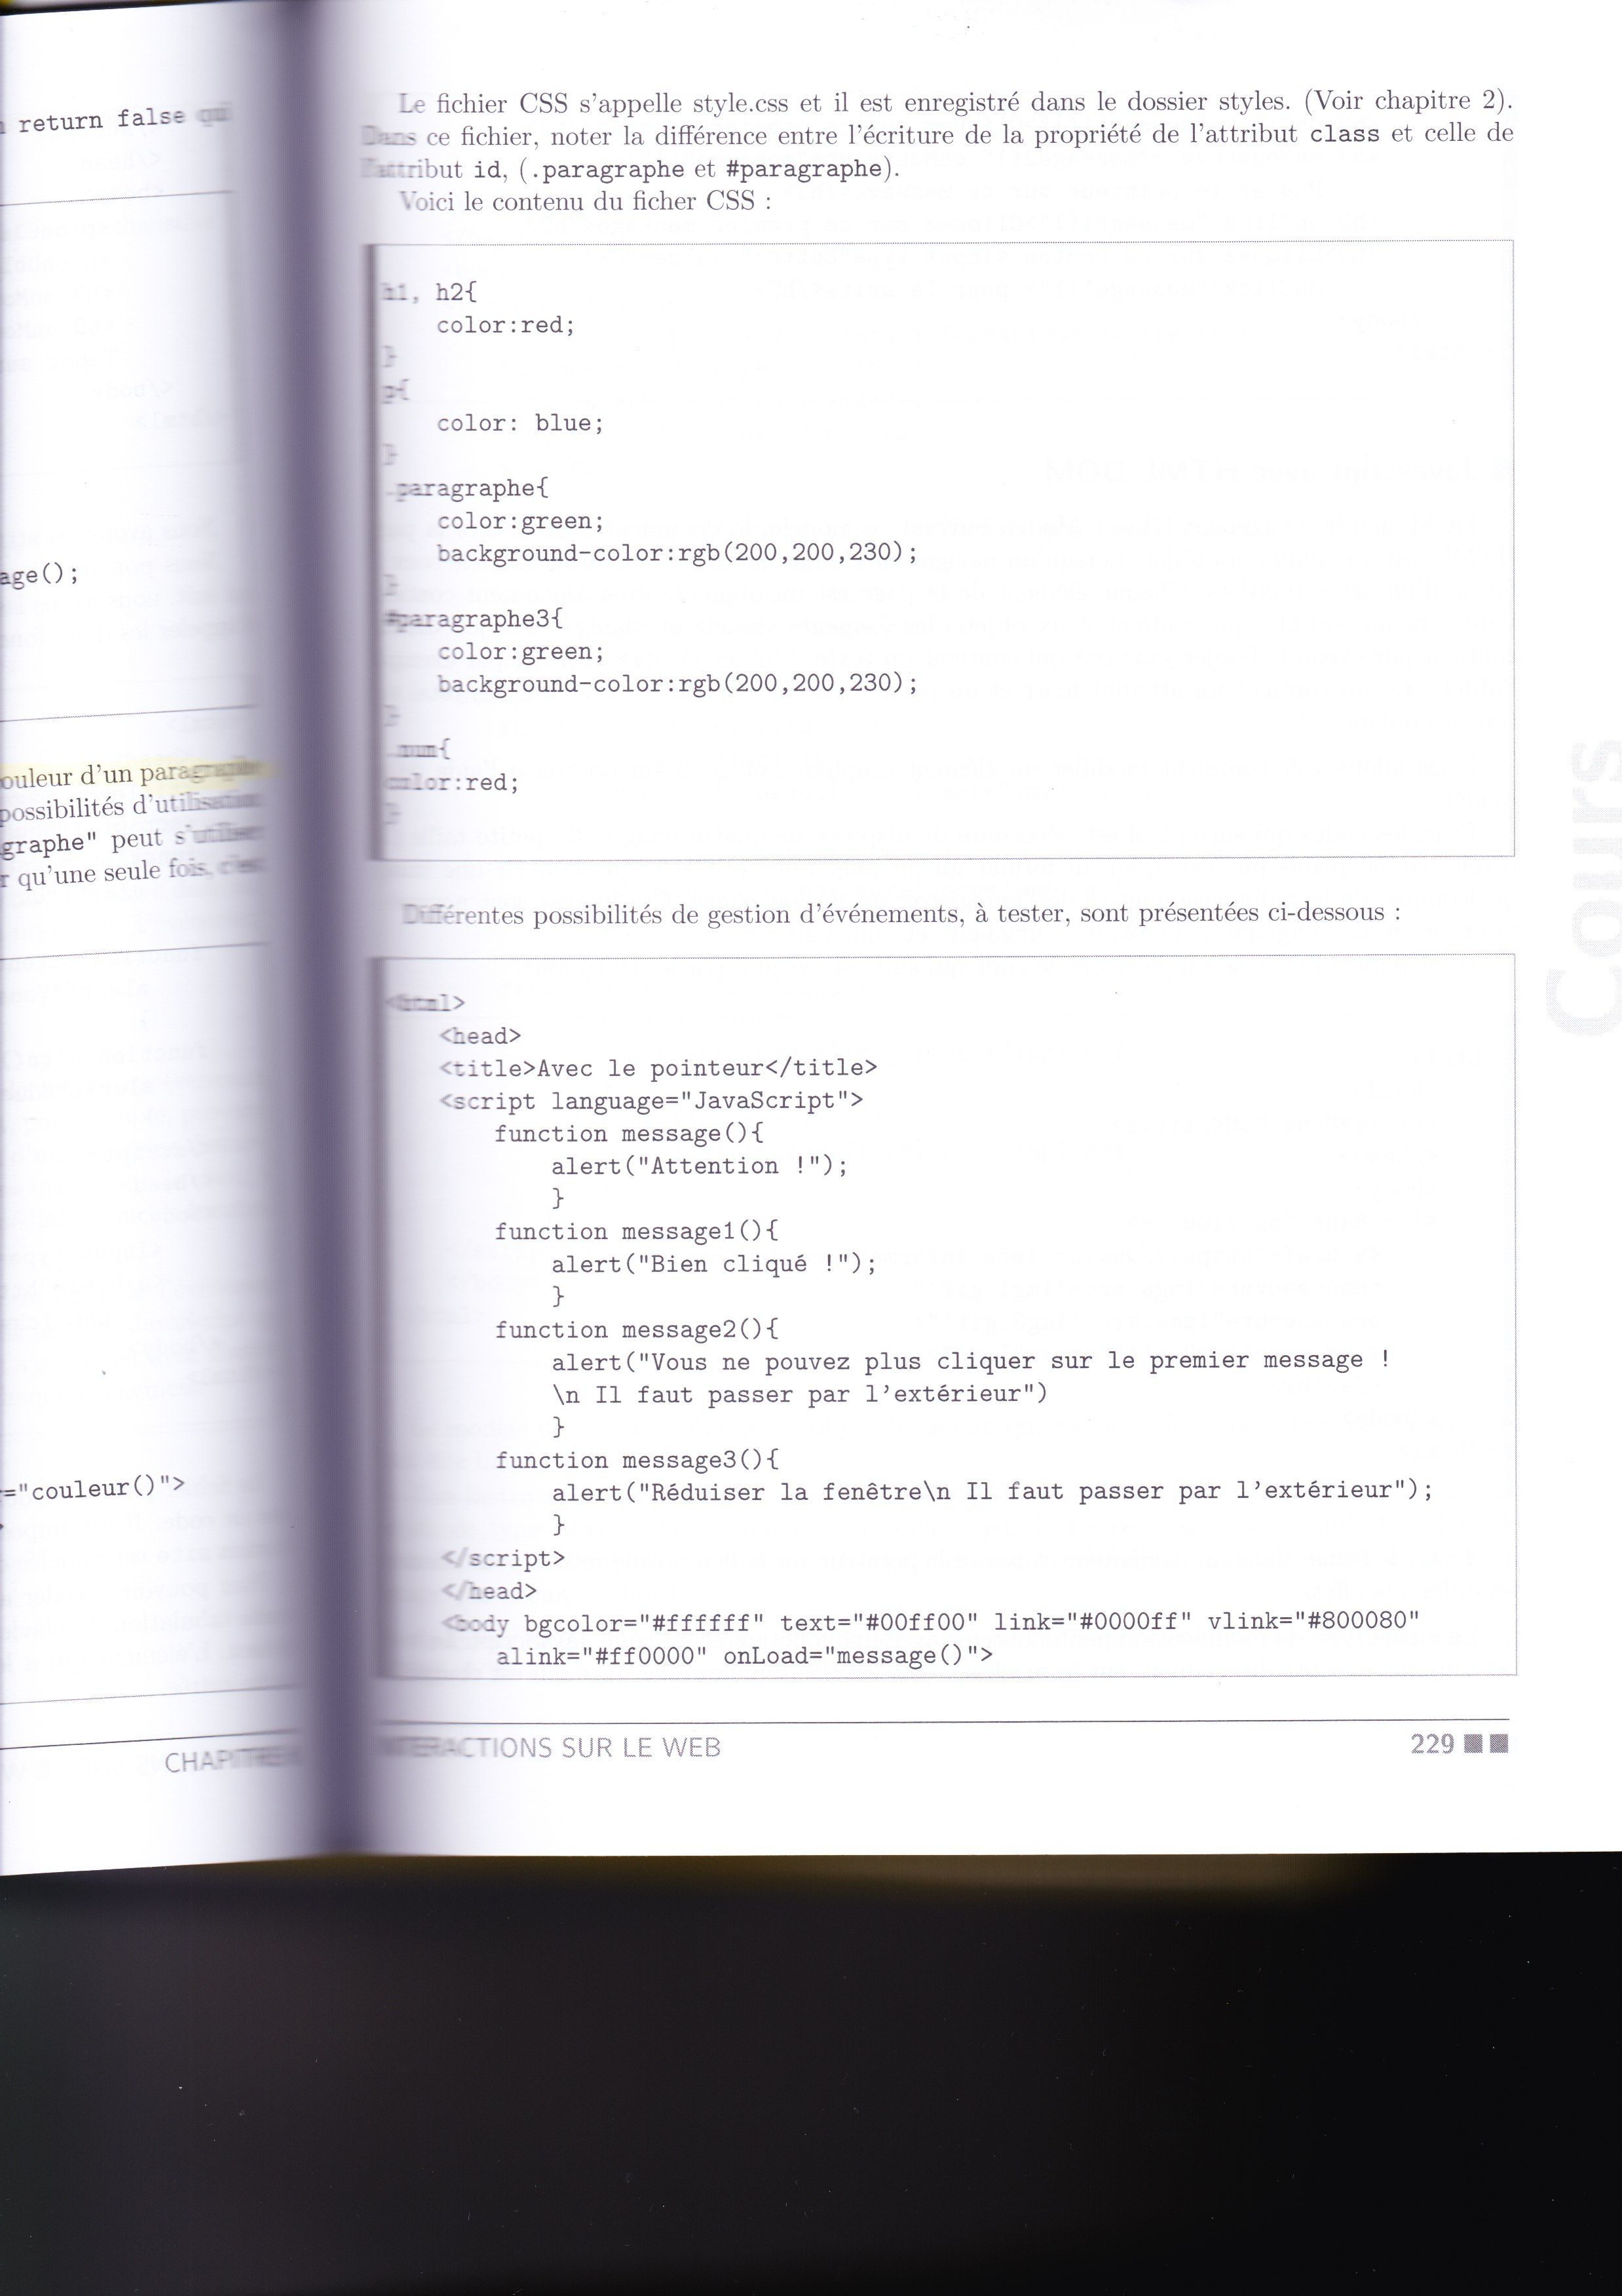 return false qui
age();
ouleur d'un paragraphe
possibilités d'utilisation
graphe" peut s'utiliser
r qu'une seule fois, c'est
="couleur()">
CHAPITRE
Le fichier CSS s'appelle style.css et il est enregistré dans le dossier styles. (Voir chapitre 2).
Dans ce fichier, noter la différence entre l'écriture de la propriété de l'attribut class et celle de
l'attribut id, (.paragraphe et #paragraphe).
Voici le contenu du ficher CSS :
h1, h2{
color:red;
}
p{
color: blue;
}
.paragraphe{
color:green;
background-color:rgb(200,200,230);
}
#paragraphe3{
color:green;
background-color:rgb(200,200,230);
}
.num{
color:red;
}
Différentes possibilités de gestion d'événements, à tester, sont présentées ci-dessous :
<html>
<head>
<title>Avec le pointeur</title>
<script language="JavaScript">
function message(){
alert("Attention !");
}
function message1(){
alert("Bien cliqué !");
}
function message2(){
alert("Vous ne pouvez plus cliquer sur le premier message !
\n Il faut passer par l'extérieur")
}
function message3(){
alert("Réduiser la fenêtre\n Il faut passer par l'extérieur");
}
</script>
</head>
<body bgcolor="#ffffff" text="#00ff00" link="#0000ff" vlink="#800080"
alink="#ff0000" onLoad="message()">
INTERACTIONS SUR LE WEB
229
Cours